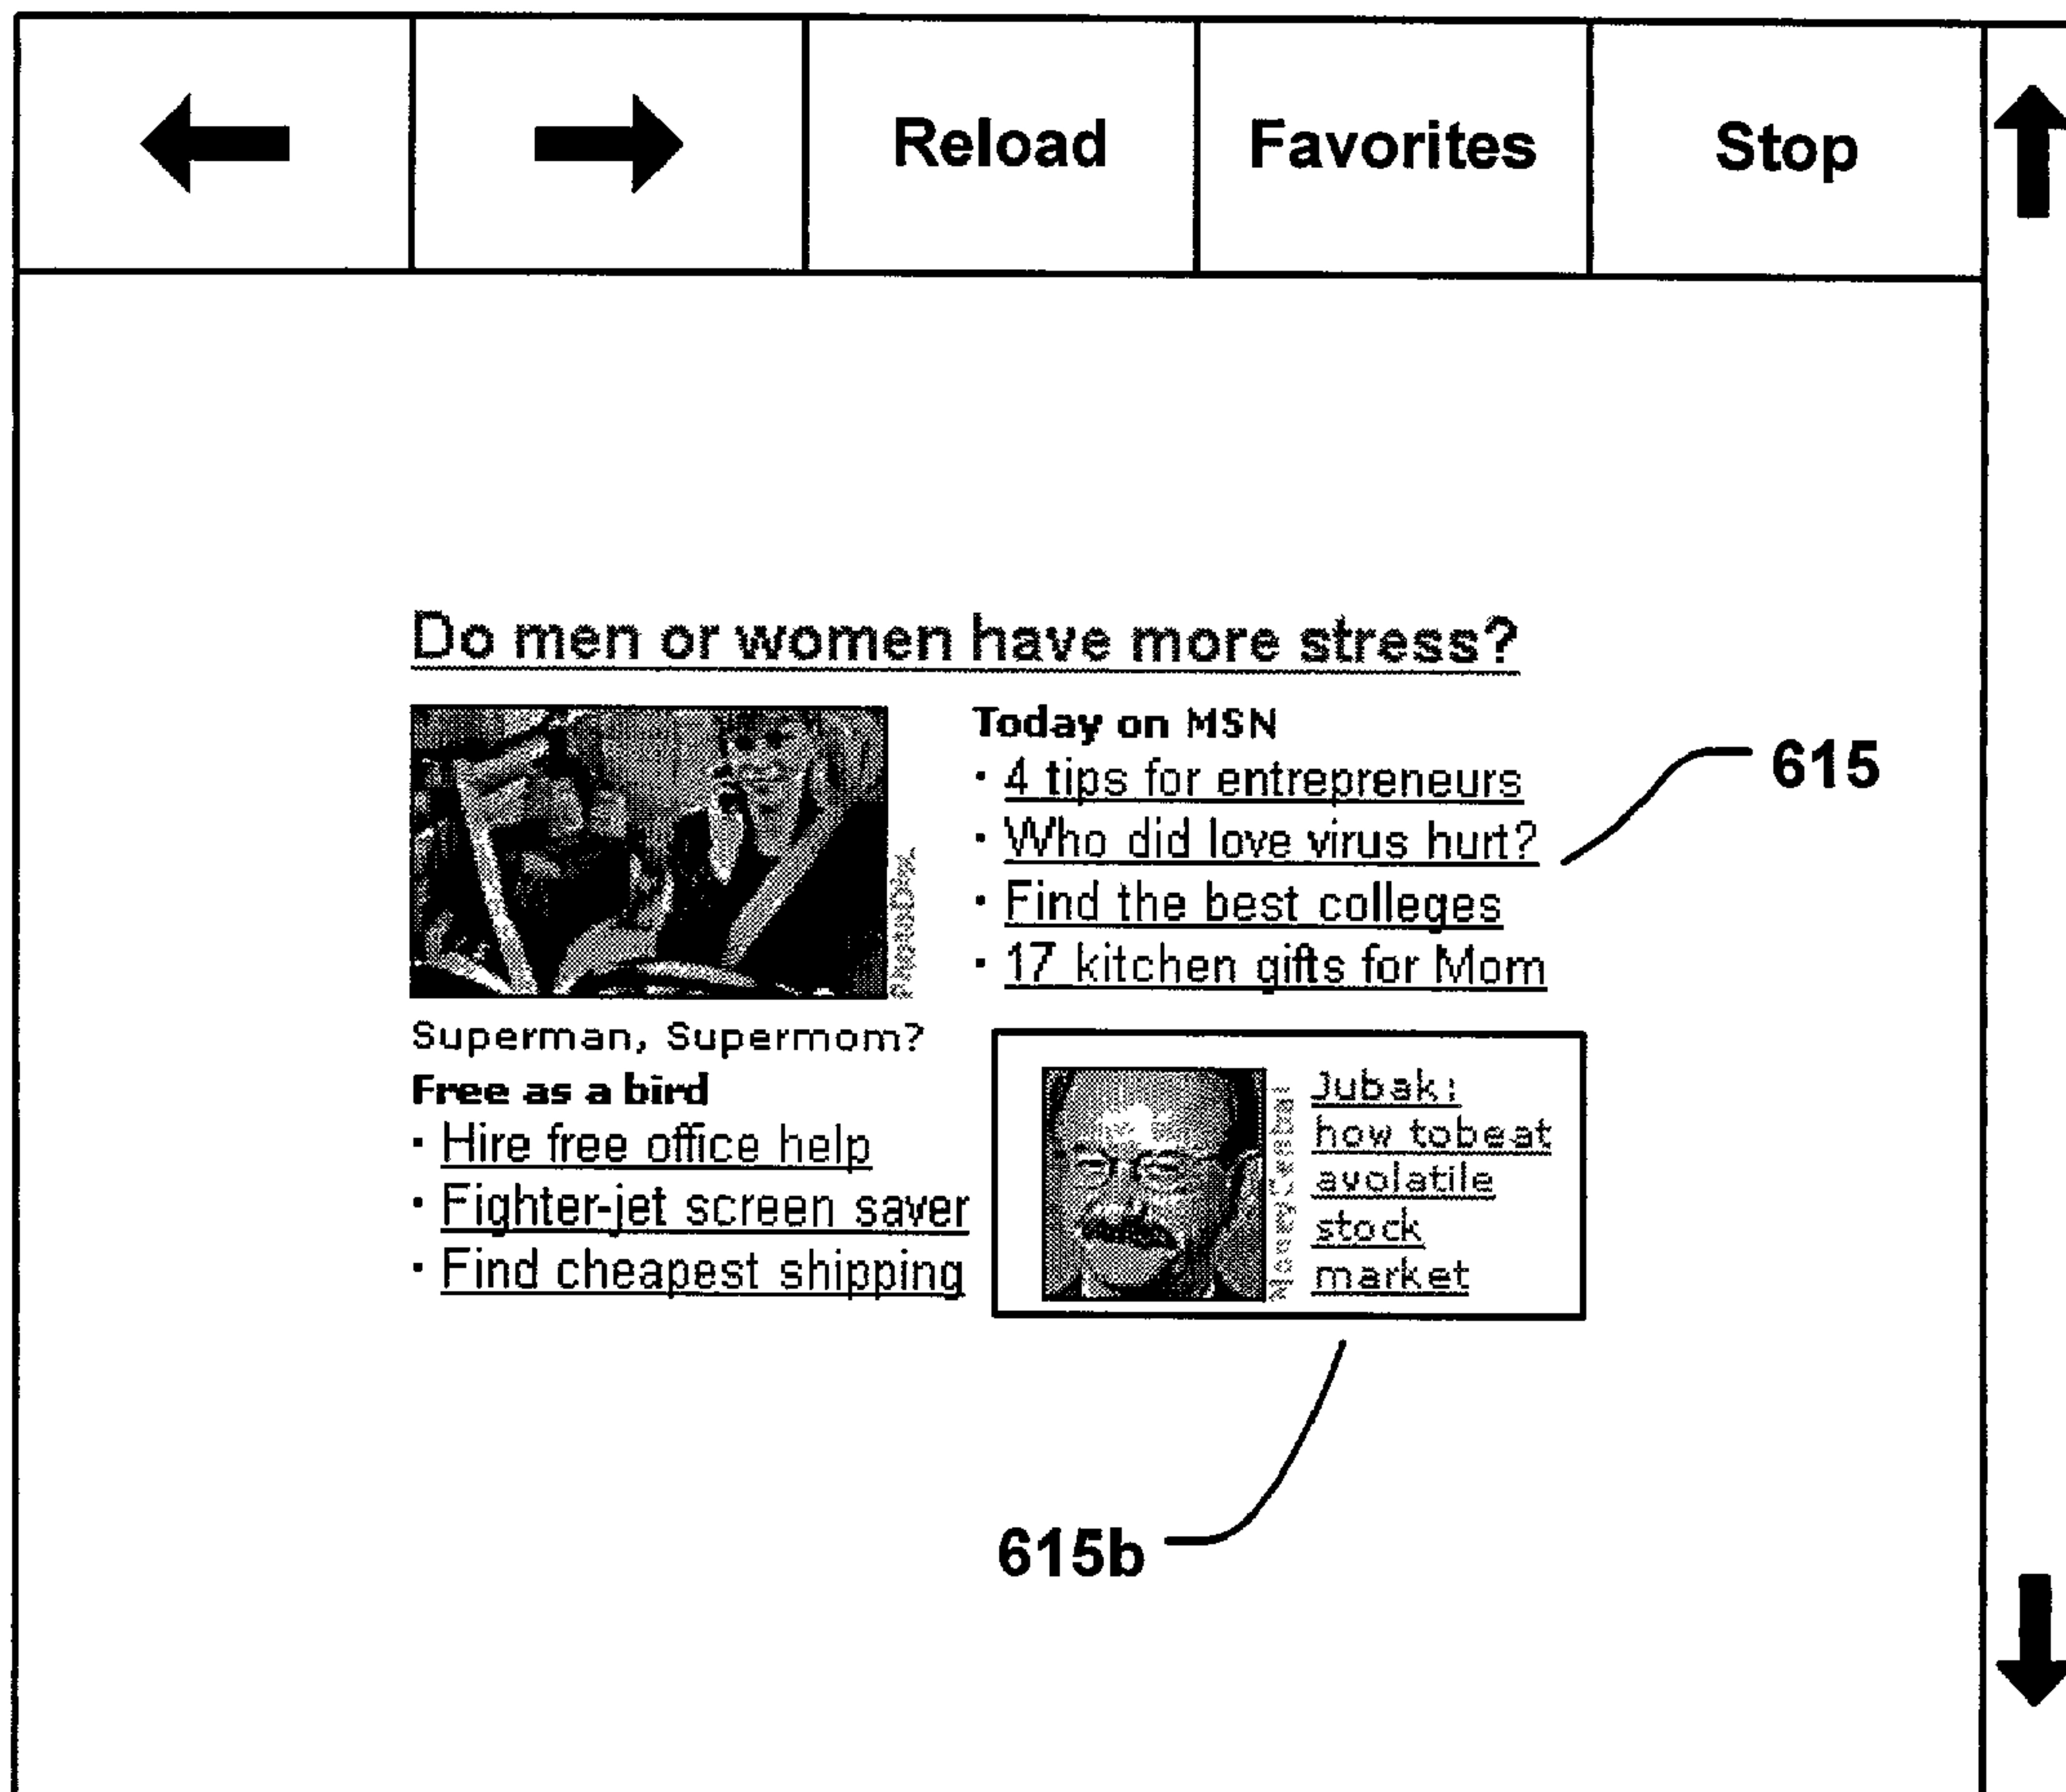 Reload
Favorites
Stop
Do men or women have more stress?
PhotoDisc
Superman, Supermom?
Free as a bird
· Hire free office help
· Fighter-jet screen saver
· Find cheapest shipping
Today on MSN
· 4 tips for entrepreneurs
· Who did love virus hurt?
· Find the best colleges
· 17 kitchen gifts for Mom
615
MoneyCentral
Jubak:
how tobeat
avolatile
stock
market
615b